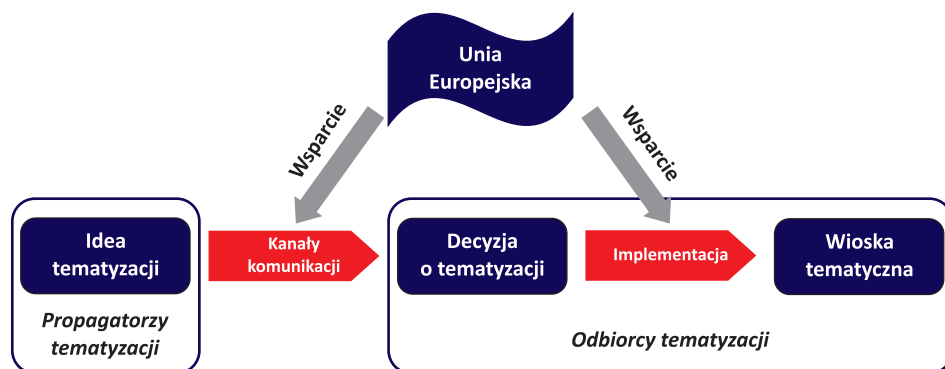 Unia
Europejska
Wsparcie
Wsparcie
Idea
tematyzacji
Kanały
komunikacji
Decyzja
o tematyzacji
Implementacja
Wioska
tematyczna
Propagatorzy
tematyzacji
Odbiorcy tematyzacji